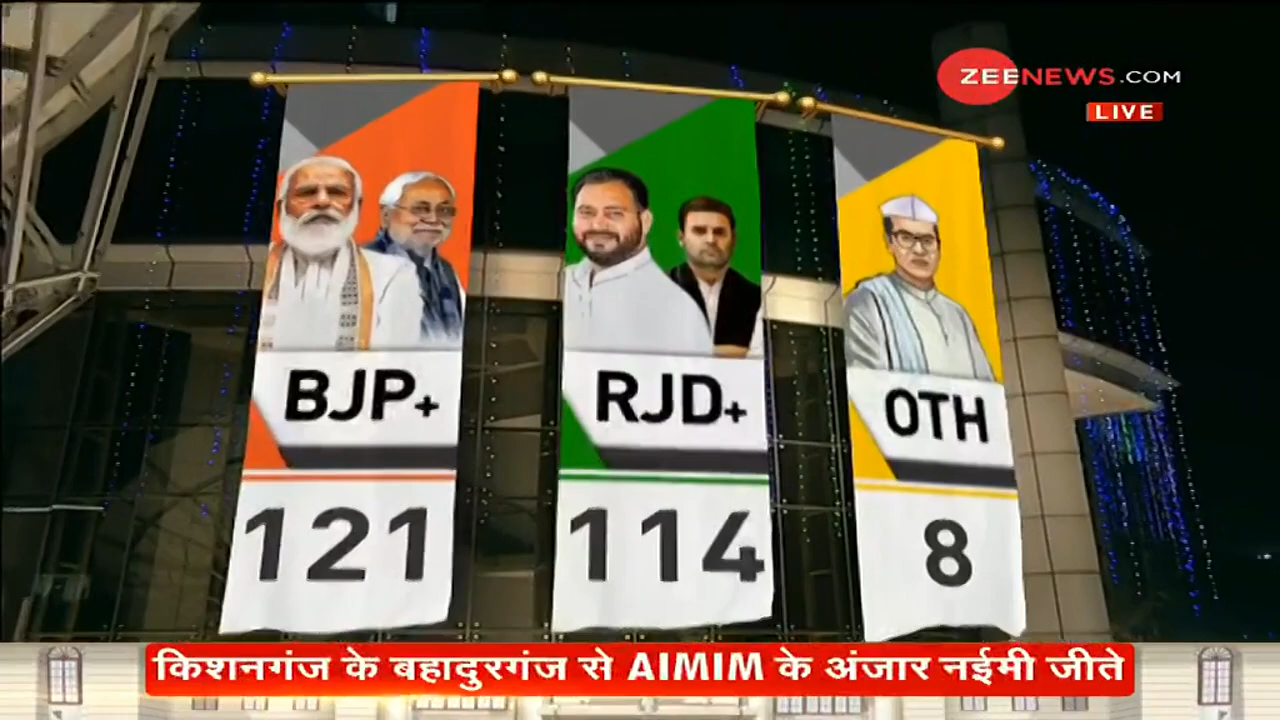 ZEENEWS.COM
LIVE
BJP+
RJD+
OTH
121
114
8
किशनगंज के बहादुरगंज से AIMIM के अंजार नईमी जीते